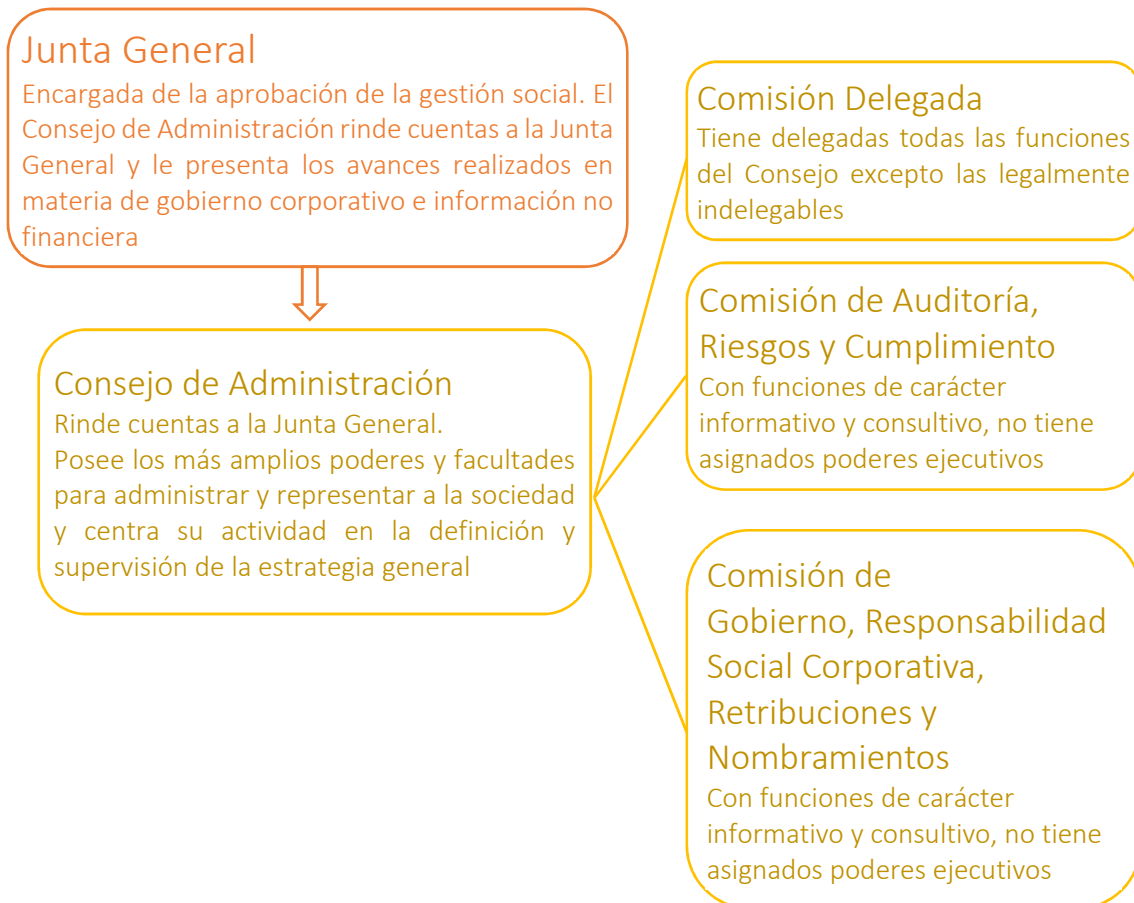 Junta General
Encargada de la aprobación de la gestión social. El
Consejo de Administración rinde cuentas a la Junta
General y le presenta los avances realizados en
materia de gobierno corporativo e información no
financiera
Consejo de Administración
Rinde cuentas a la Junta General.
Posee los más amplios poderes y facultades
para administrar y representar a la sociedad
y centra su actividad en la definición y
supervisión de la estrategia general
Comisión Delegada
Tiene delegadas todas las funciones
del Consejo excepto las legalmente
indelegables
Comisión de Auditoría,
Riesgos y Cumplimiento
Con funciones de carácter
informativo y consultivo, no tiene
asignados poderes ejecutivos
Comisión de
Gobierno, Responsabilidad
Social Corporativa,
Retribuciones y
Nombramientos
Con funciones de carácter
informativo y consultivo, no tiene
asignados poderes ejecutivos